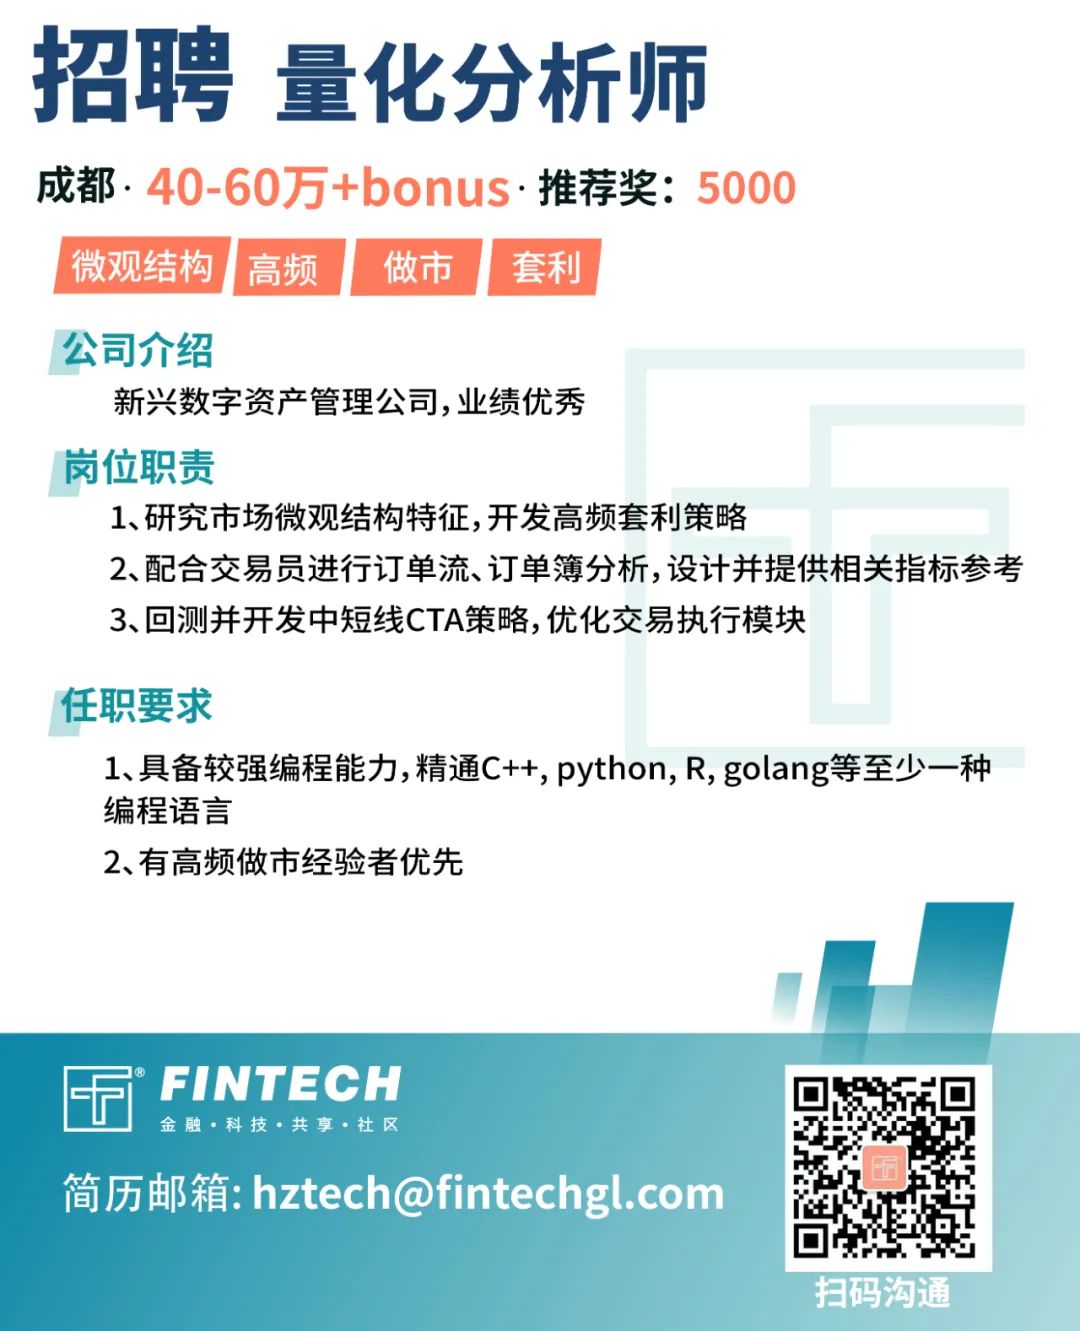 招聘 量化分析师
成都· 40-60万+bonus · 推荐奖：5000
微观结构 高频 做市 套利
公司介绍
新兴数字资产管理公司，业绩优秀
岗位职责
1、研究市场微观结构特征，开发高频套利策略
2、配合交易员进行订单流、订单簿分析，设计并提供相关指标参考
3、回测并开发中短线CTA策略，优化交易执行模块
任职要求
1、具备较强编程能力，精通C++, python, R, golang等至少一种
编程语言
2、有高频做市经验者优先
® FINTECH
金融·科技·共享·社区
简历邮箱: hztech@fintechgl.com
扫码沟通